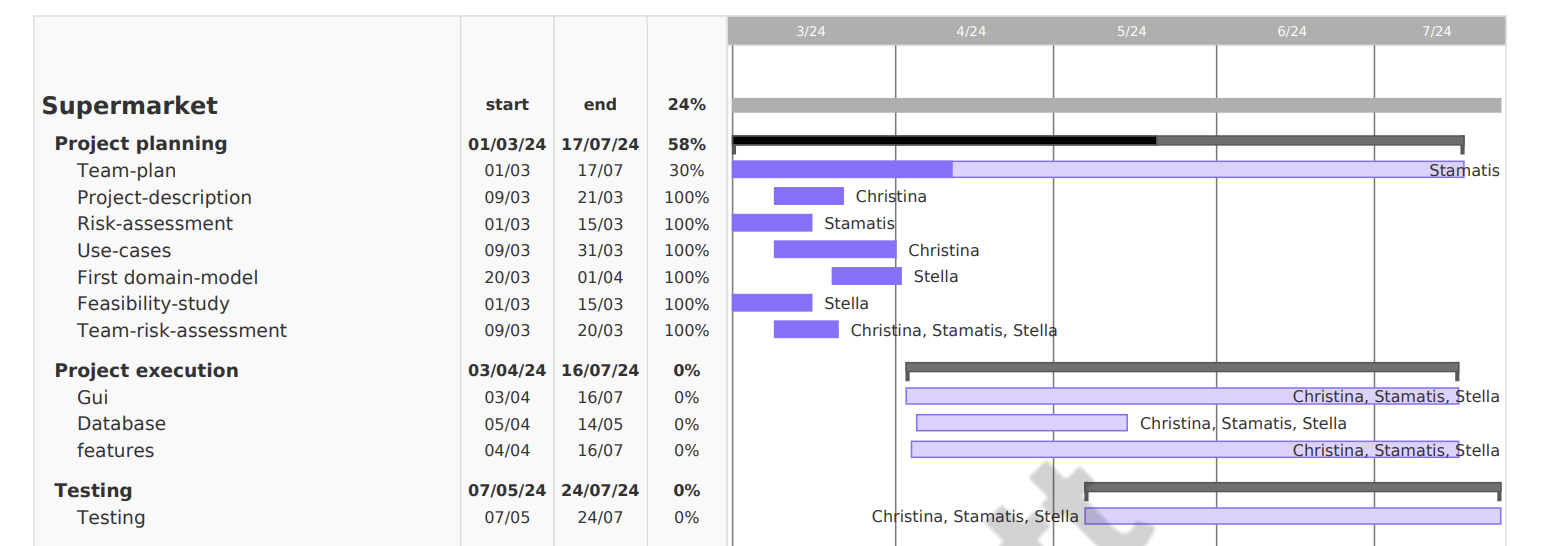 3/24 4/24 5/24 6/24 7/24
Supermarket start end 24%
Project planning 01/03/24 17/07/24 58%
Team-plan 01/03 17/07 30% Stamatis
Project-description 09/03 21/03 100% Christina
Risk-assessment 01/03 15/03 100% Stamatis
Use-cases 09/03 31/03 100% Christina
First domain-model 20/03 01/04 100% Stella
Feasibility-study 01/03 15/03 100% Stella
Team-risk-assessment 09/03 20/03 100% Christina, Stamatis, Stella
Project execution 03/04/24 16/07/24 0%
Gui 03/04 16/07 0% Christina, Stamatis, Stella
Database 05/04 14/05 0% Christina, Stamatis, Stella
features 04/04 16/07 0% Christina, Stamatis, Stella
Testing 07/05/24 24/07/24 0%
Testing 07/05 24/07 0% Christina, Stamatis, Stella